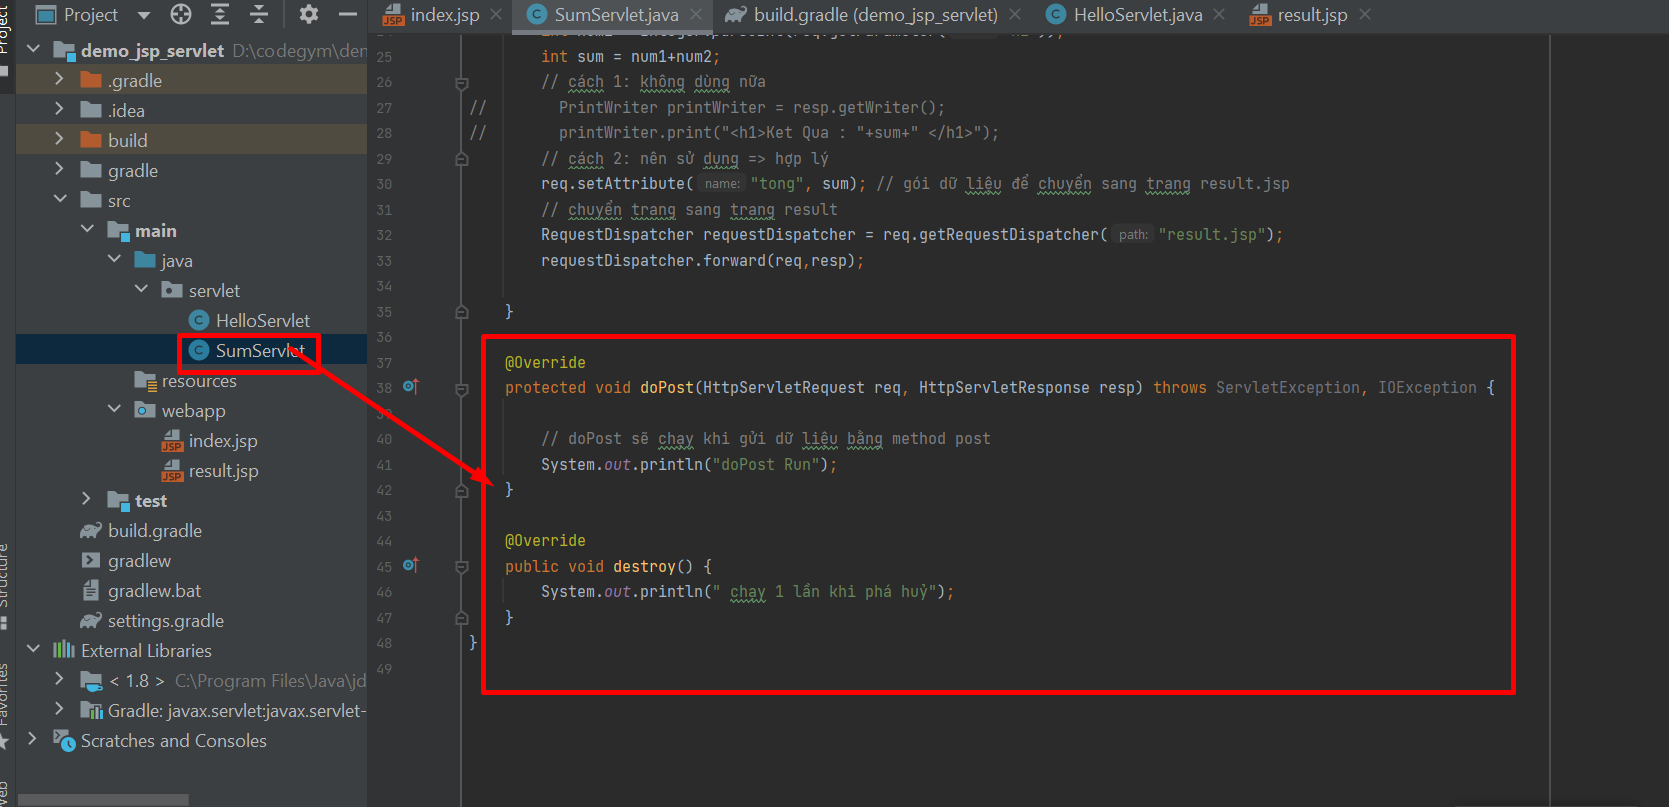 Project
index.jsp
SumServlet.java
build.gradle (demo_jsp_servlet)
HelloServlet.java
result.jsp
Project
demo_jsp_servlet D:\codegym\den
.gradle
.idea
build
gradle
src
main
java
servlet
HelloServlet
SumServlet
resources
webapp
index.jsp
result.jsp
test
build.gradle
gradlew
gradlew.bat
settings.gradle
External Libraries
< 1.8 > C:\Program Files\Java\jd
Gradle: javax.servlet:javax.servlet-
Scratches and Consoles
Structure
Favorites
25 int sum = num1+num2;
26 // cách 1: không dùng nữa
27 // PrintWriter printWriter = resp.getWriter();
28 // printWriter.print("<h1>Ket Qua : "+sum+" </h1>");
29 // cách 2: nên sử dụng => hợp lý
30 req.setAttribute( name: "tong", sum); // gói dữ liệu để chuyển sang trang result.jsp
31 // chuyển trang sang trang result
32 RequestDispatcher requestDispatcher = req.getRequestDispatcher( path: "result.jsp");
33 requestDispatcher.forward(req,resp);
34
35 }
36
37 @Override
38 protected void doPost(HttpServletRequest req, HttpServletResponse resp) throws ServletException, IOException {
39
40 // doPost sẽ chạy khi gửi dữ liệu bằng method post
41 System.out.println("doPost Run");
42 }
43
44 @Override
45 public void destroy() {
46 System.out.println(" chạy 1 lần khi phá huỷ");
47 }
48 }
49